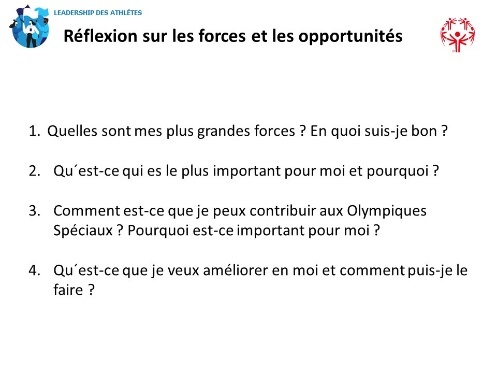 LEADERSHIP DES ATHLÈTES
Réflexion sur les forces et les opportunités
1. Quelles sont mes plus grandes forces ? En quoi suis-je bon ?
2. Qu´est-ce qui es le plus important pour moi et pourquoi ?
3. Comment est-ce que je peux contribuir aux Olympiques
Spéciaux ? Pourquoi est-ce important pour moi ?
4. Qu´est-ce que je veux améliorer en moi et comment puis-je le
faire ?